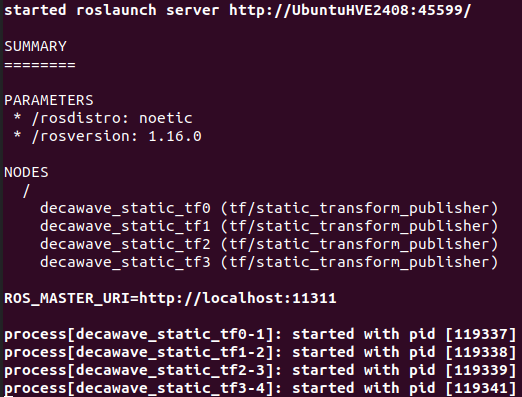 started roslaunch server http://UbuntuHVE2408:45599/
SUMMARY
========
PARAMETERS
* /rosdistro: noetic
* /rosversion: 1.16.0
NODES
/
decawave_static_tf0 (tf/static_transform_publisher)
decawave_static_tf1 (tf/static_transform_publisher)
decawave_static_tf2 (tf/static_transform_publisher)
decawave_static_tf3 (tf/static_transform_publisher)
ROS_MASTER_URI=http://localhost:11311
process[decawave_static_tf0-1]: started with pid [119337]
process[decawave_static_tf1-2]: started with pid [119338]
process[decawave_static_tf2-3]: started with pid [119339]
process[decawave_static_tf3-4]: started with pid [119341]